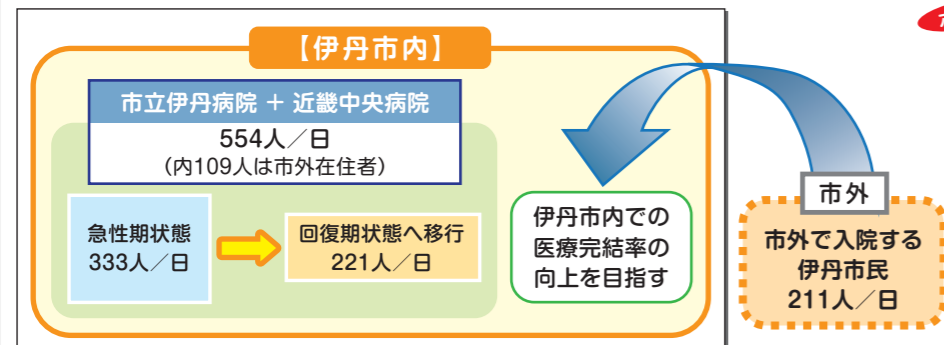 【伊丹市内】
市立伊丹病院 + 近畿中央病院
554人／日
(内109人は市外在住者)
急性期状態
333人／日
回復期状態へ移行
221人／日
伊丹市内での
医療完結率の
向上を目指す
市外
市外で入院する
伊丹市民
211人／日